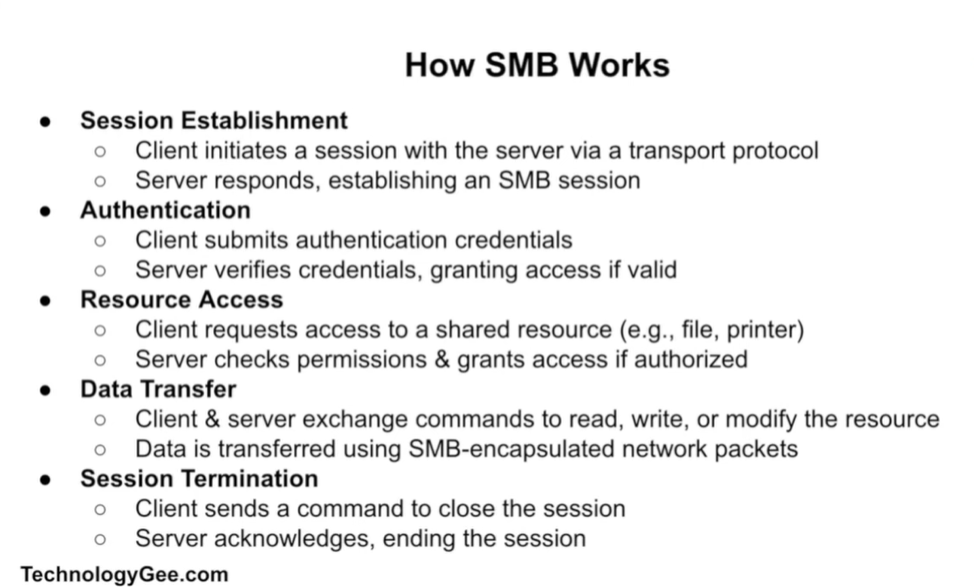 How SMB Works
● Session Establishment
○ Client initiates a session with the server via a transport protocol
○ Server responds, establishing an SMB session
● Authentication
○ Client submits authentication credentials
○ Server verifies credentials, granting access if valid
● Resource Access
○ Client requests access to a shared resource (e.g., file, printer)
○ Server checks permissions & grants access if authorized
● Data Transfer
○ Client & server exchange commands to read, write, or modify the resource
○ Data is transferred using SMB-encapsulated network packets
● Session Termination
○ Client sends a command to close the session
○ Server acknowledges, ending the session
TechnologyGee.com